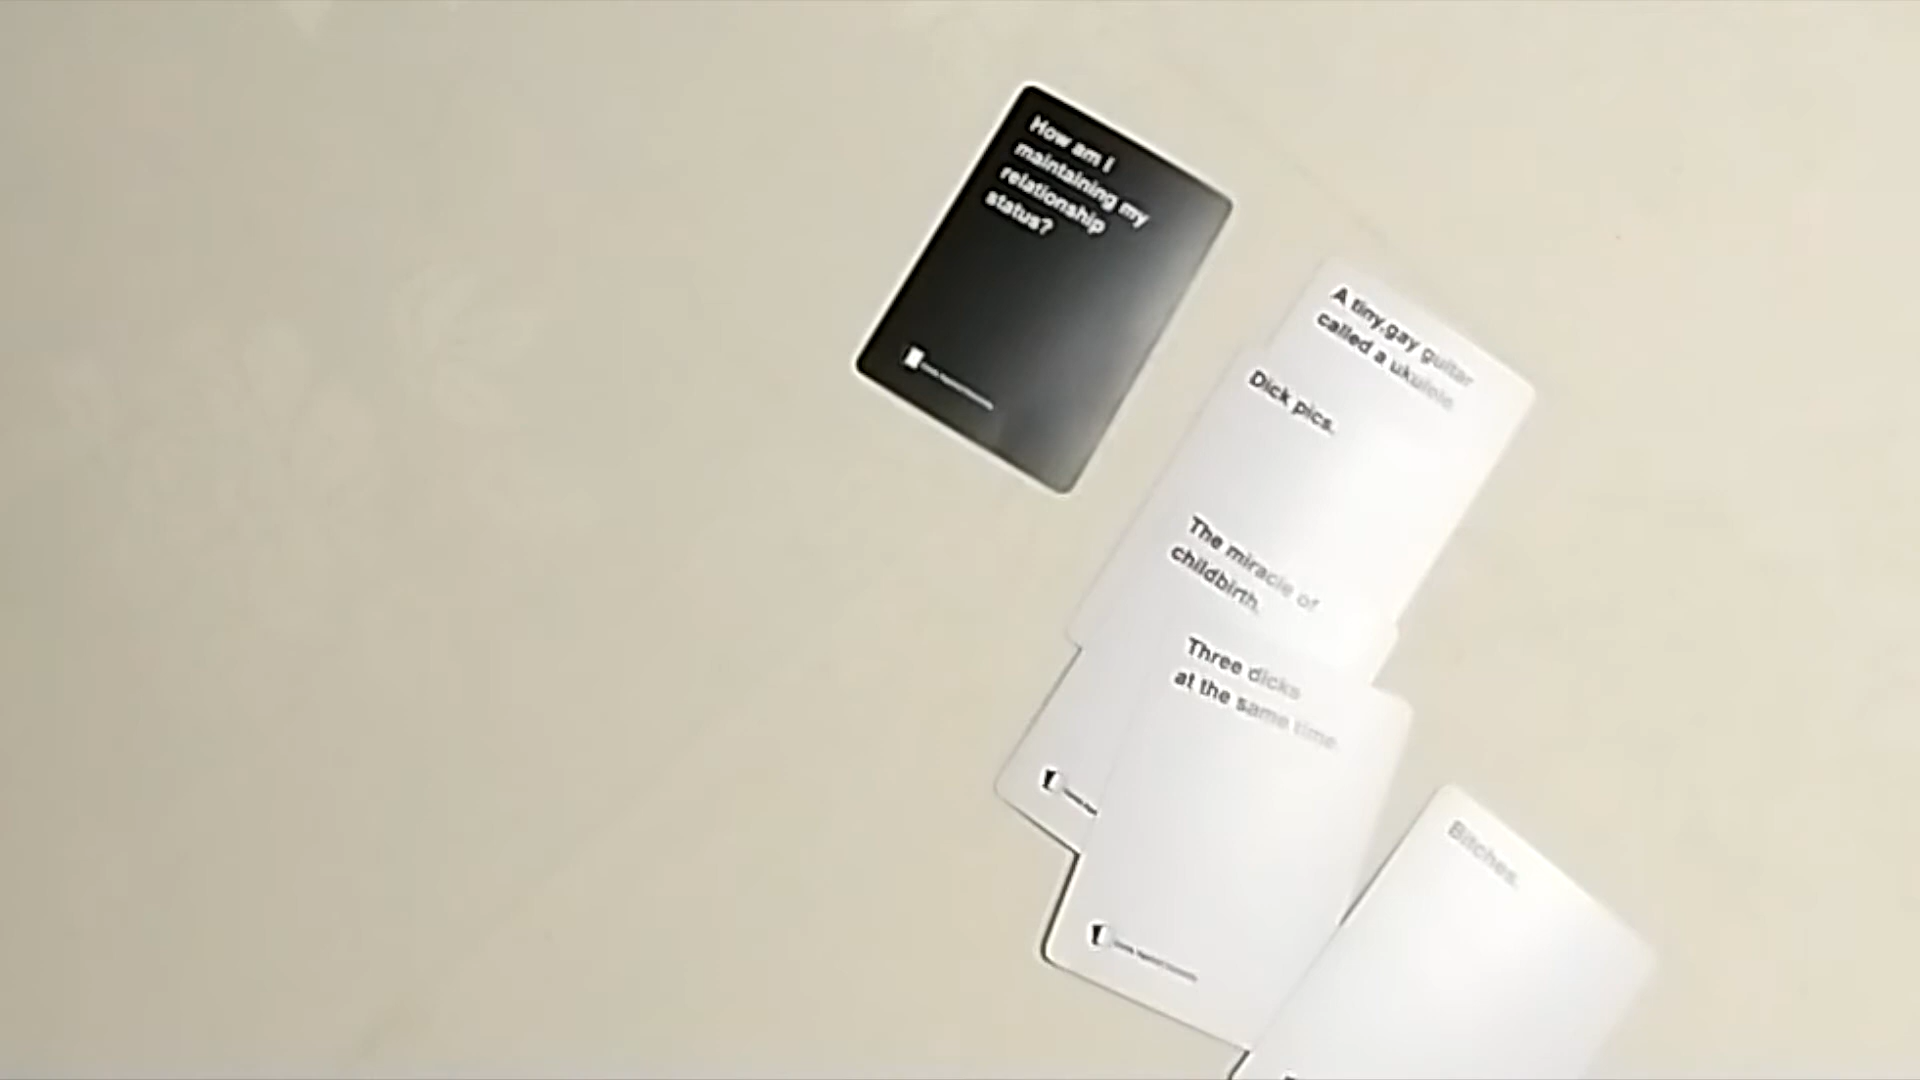 How am I
maintaining my
relationship
status?
A tiny, gay guitar
called a ukulele.
Dick pics.
The miracle of
childbirth.
Three dicks
at the same time.
Bitches.